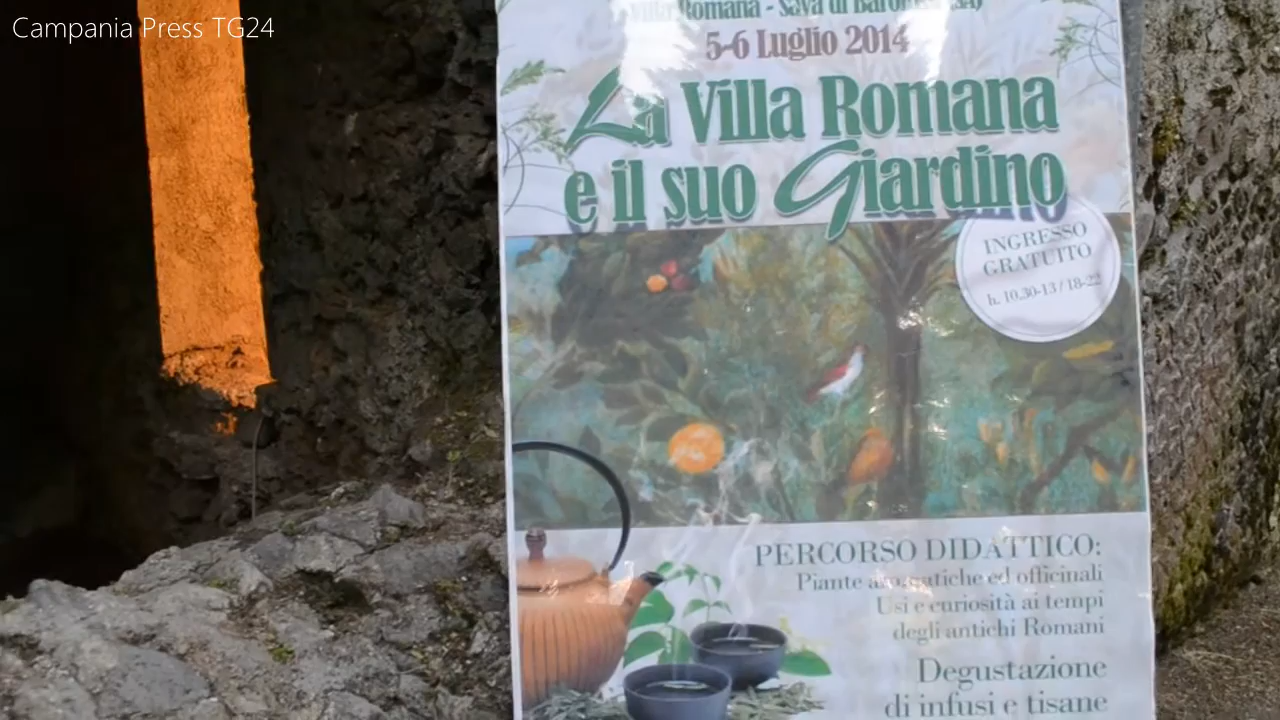 Campania Press TG24
Villa Romana - Sava di Baronissi (SA)
5-6 Luglio 2014
La Villa Romana
e il suo Giardino
INGRESSO
GRATUITO
h. 10.30-13 / 18-22
PERCORSO DIDATTICO:
Piante aromatiche ed officinali
Usi e curiosità ai tempi
degli antichi Romani
Degustazione
di infusi e tisane